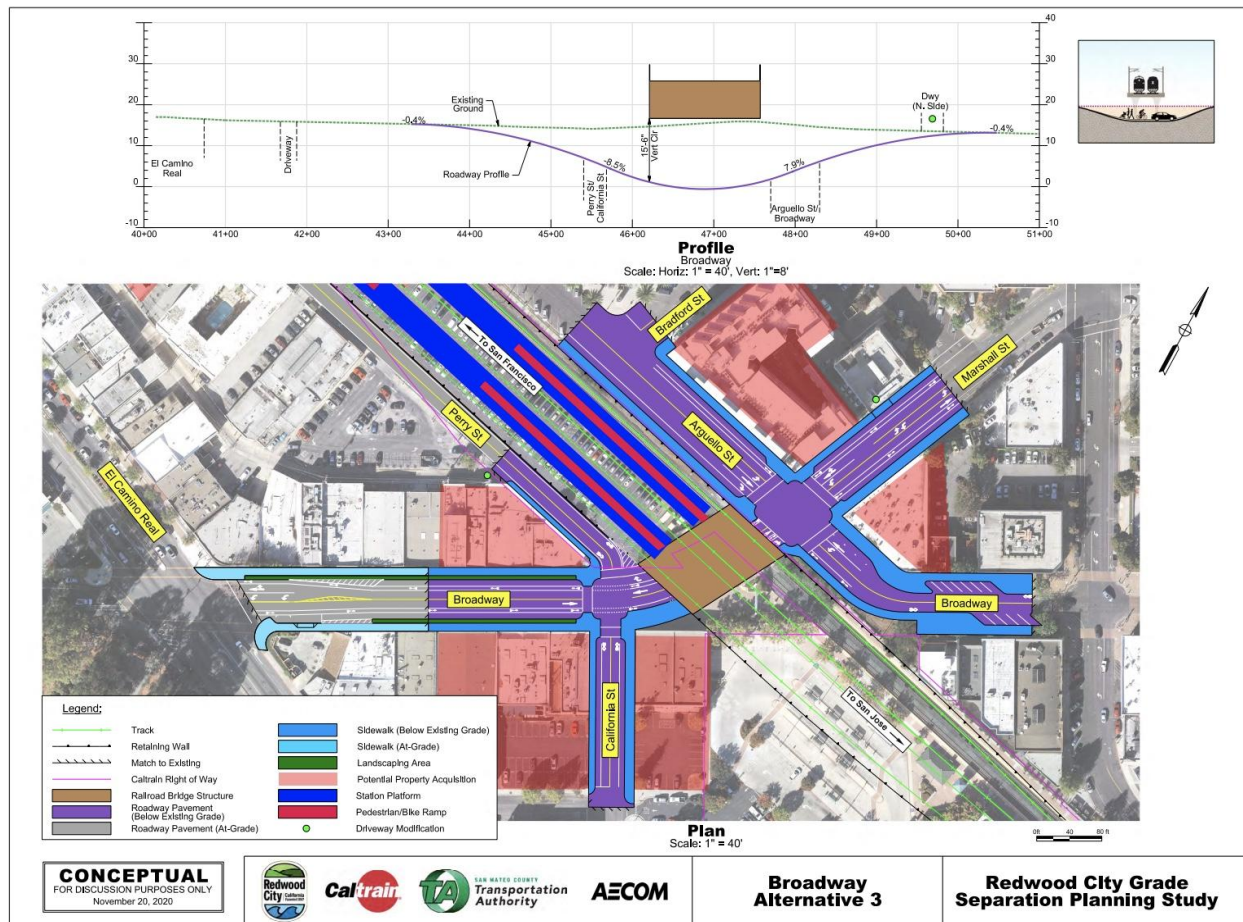 40
40
30
30
20
20
10
10
0
0
-10
-10
Existing
Ground
-0.4%
Dwy
(N. Side)
-0.4%
15'-6"
Vert Clr
El Camino
Real
Driveway
Roadway Profile
-8.5%
Perry St/
California St
7.9%
Arguello St/
Broadway
40+00
41+00
42+00
43+00
44+00
45+00
46+00
47+00
48+00
49+00
50+00
51+00
Profile
Broadway
Scale: Horiz: 1" = 40', Vert: 1"=8'
To San Francisco
Bradford St
Marshall St
Perry St
Arguello St
El Camino Real
Broadway
Broadway
California St
To San Jose
Legend:
Track
Retaining Wall
Match to Existing
Caltrain Right of Way
Railroad Bridge Structure
Roadway Pavement
(Below Existing Grade)
Roadway Pavement (At-Grade)
Sidewalk (Below Existing Grade)
Sidewalk (At-Grade)
Landscaping Area
Potential Property Acquisition
Station Platform
Pedestrian/Bike Ramp
Driveway Modification
Plan
Scale: 1" = 40'
0ft 40 80 ft
CONCEPTUAL
FOR DISCUSSION PURPOSES ONLY
November 20, 2020
Redwood
City California
Caltrain
TA
SAN MATEO COUNTY
Transportation
Authority
AECOM
Broadway
Alternative 3
Redwood City Grade
Separation Planning Study